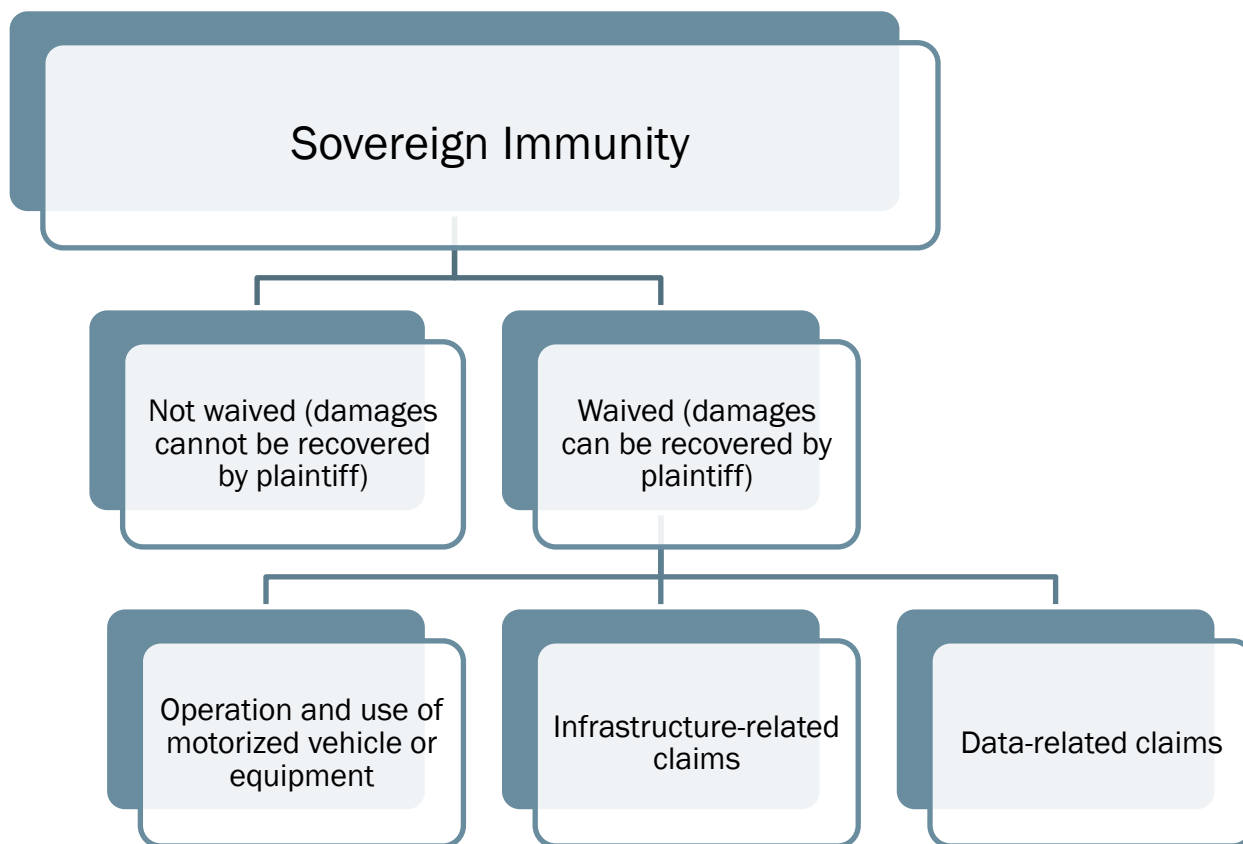 Sovereign Immunity
Not waived (damages
cannot be recovered
by plaintiff)
Waived (damages
can be recovered by
plaintiff)
Operation and use of
motorized vehicle or
equipment
Infrastructure-related
claims
Data-related claims